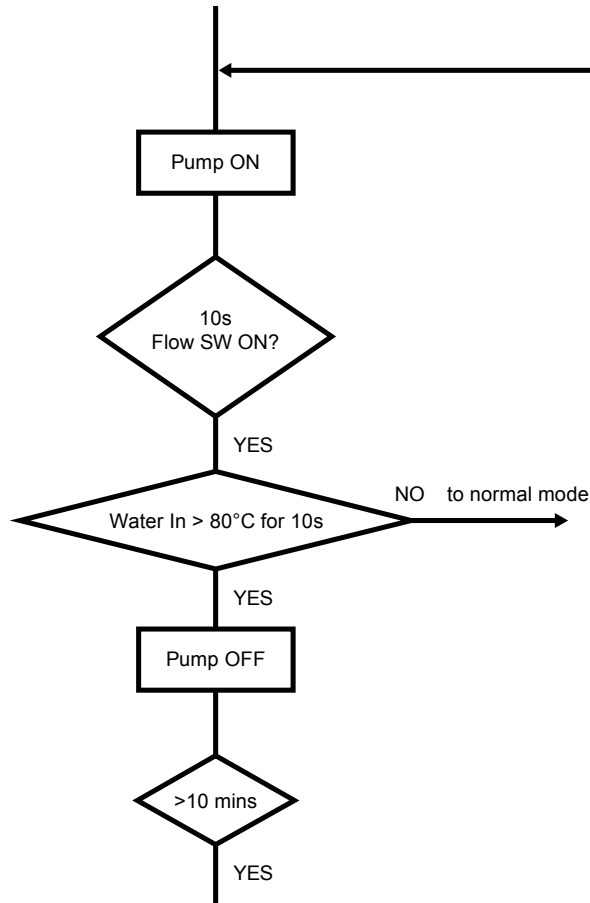 Pump ON
10s
Flow SW ON?
YES
NO to normal mode
Water In > 80°C for 10s
YES
Pump OFF
>10 mins
YES